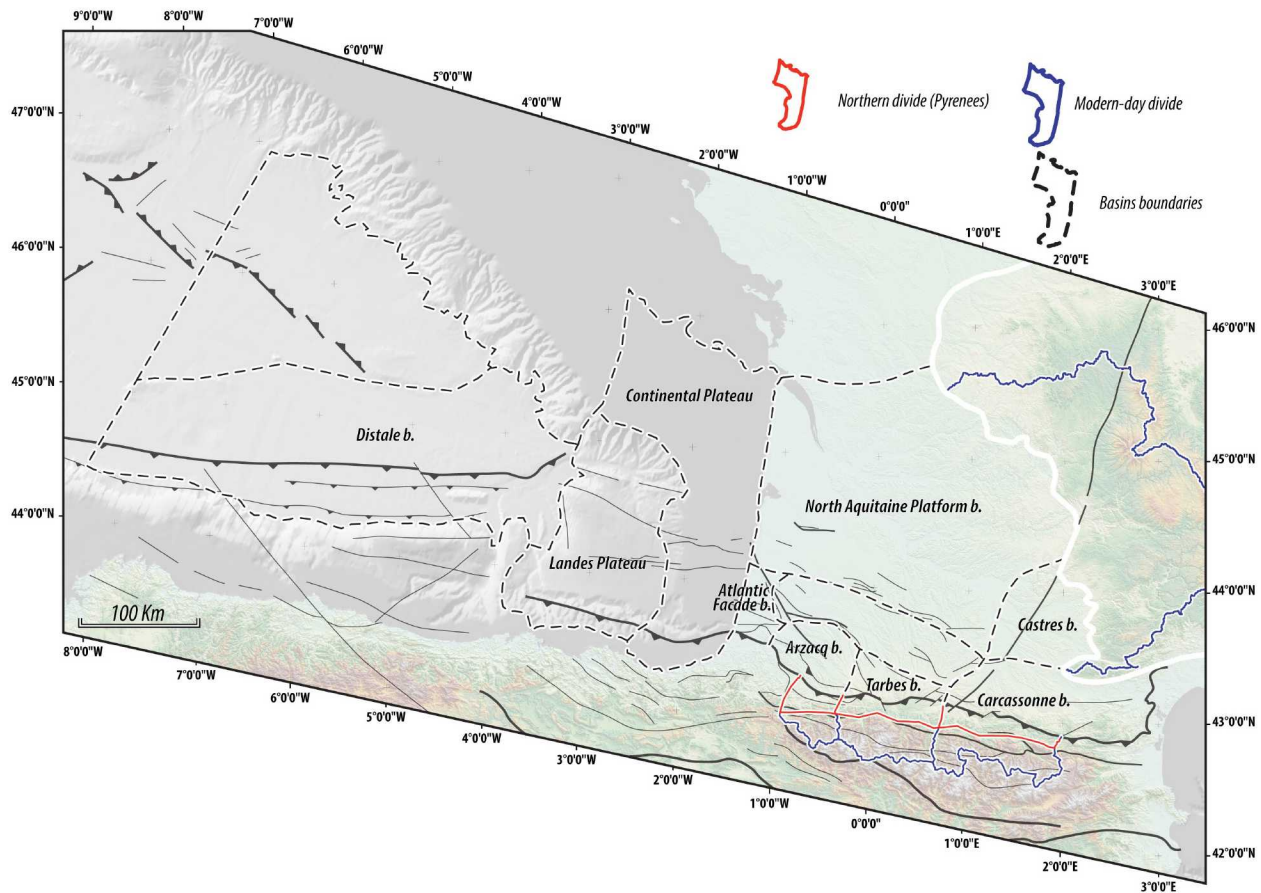 9°0'0"W
8°0'0"W
7°0'0"W
6°0'0"W
5°0'0"W
4°0'0"W
3°0'0"W
2°0'0"W
1°0'0"W
0°0'0"
1°0'0"E
2°0'0"E
3°0'0"E
Northern divide (Pyrenees)
Modern-day divide
Basins boundaries
47°0'0"N
46°0'0"N
45°0'0"N
44°0'0"N
46°0'0"N
45°0'0"N
44°0'0"N
43°0'0"N
42°0'0"N
Continental Plateau
Distale b.
North Aquitaine Platform b.
Landes Plateau
Atlantic
Facade b.
Castres b.
Arzacq b.
Tarbes b.
Carcassonne b.
100 Km
8°0'0"W
7°0'0"W
6°0'0"W
5°0'0"W
4°0'0"W
3°0'0"W
2°0'0"W
1°0'0"W
0°0'0"
1°0'0"E
2°0'0"E
3°0'0"E